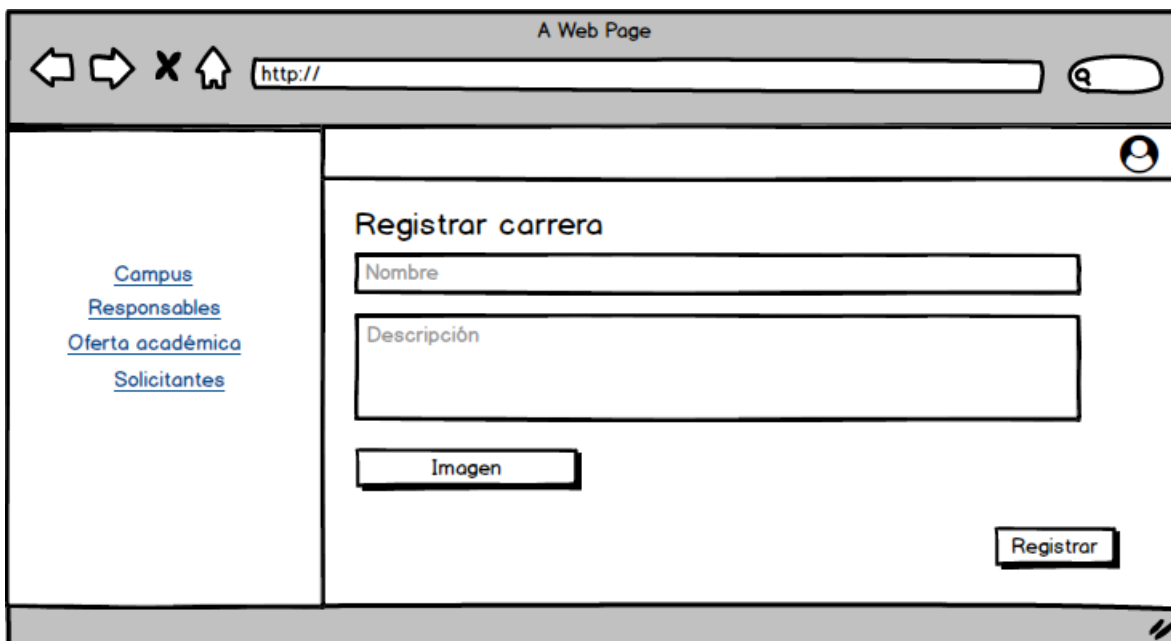 A Web Page
http://
Campus
Responsables
Oferta académica
Solicitantes
Registrar carrera
Nombre
Descripción
Imagen
Registrar